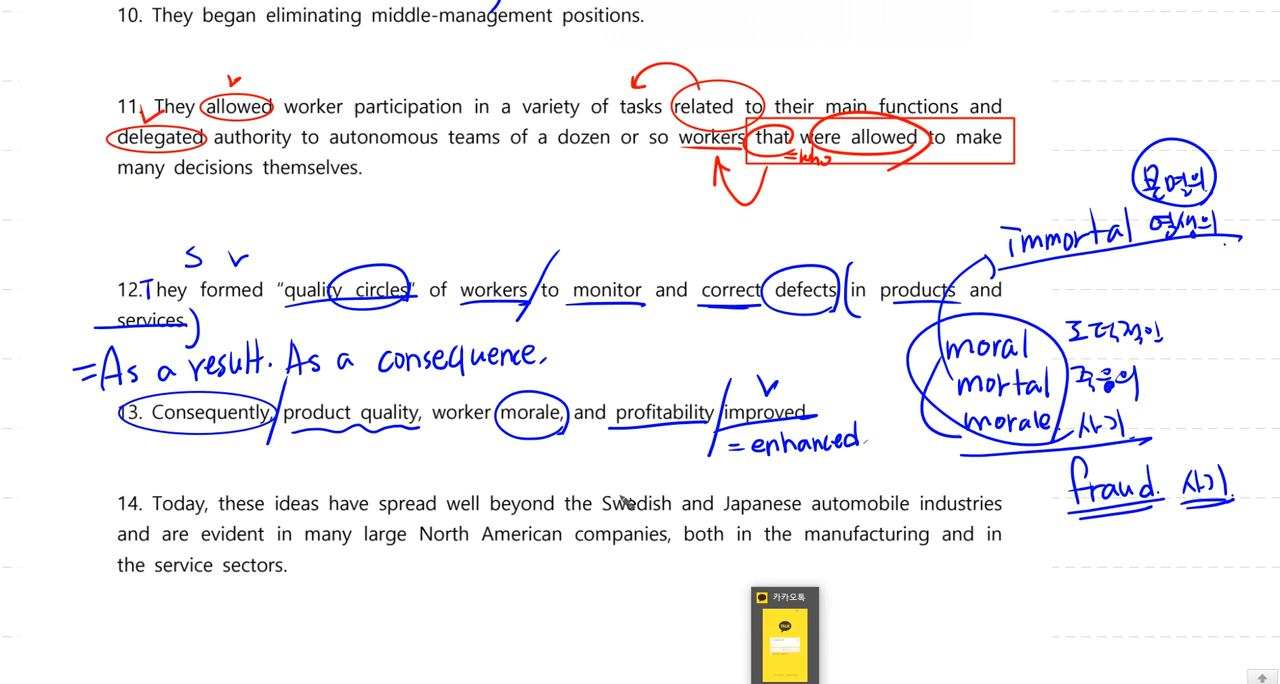 10. They began eliminating middle-management positions.
v
11. They allowed worker participation in a variety of tasks related to their main functions and
delegated authority to autonomous teams of a dozen or so workers that were allowed to make
=who
many decisions themselves.
불멸의
immortal 영생의
S V
12. They formed "quality circles" of workers to monitor and correct defects in products and
services
moral 도덕적인
=As a result. As a consequence.
mortal 죽음의
V
13. Consequently, product quality, worker morale, and profitability improved
morale 사기
=enhanced.
fraud. 사기.
14. Today, these ideas have spread well beyond the Swedish and Japanese automobile industries
and are evident in many large North American companies, both in the manufacturing and in
the service sectors.
카카오톡
TALK